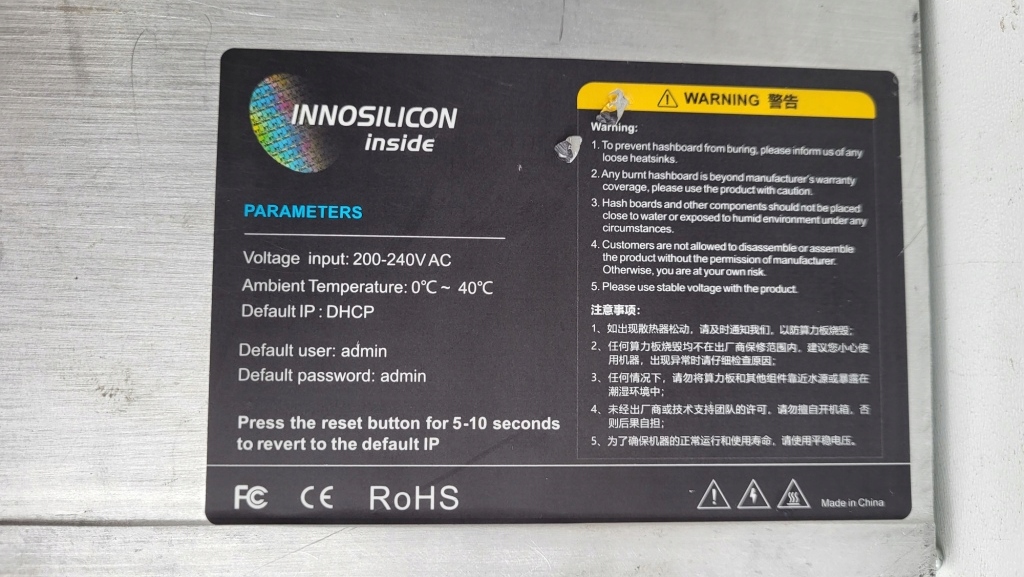 INNOSILICON
inside
PARAMETERS
Voltage input: 200-240V AC
Ambient Temperature: 0℃ ~ 40℃
Default IP : DHCP
Default user: admin
Default password: admin
Press the reset button for 5-10 seconds
to revert to the default IP
FC CE RoHS
WARNING 警告
Warning:
1. To prevent hashboard from buring, please inform us of any
loose heatsinks.
2. Any burnt hashboard is beyond manufacturer's warranty
coverage, please use the product with caution.
3. Hash boards and other components should not be placed
close to water or exposed to humid environment under any
circumstances.
4. Customers are not allowed to disassemble or assemble
the product without the permission of manufacturer.
Otherwise, you are at your own risk.
5. Please use stable voltage with the product.
注意事项：
1、如出现散热器松动，请及时通知我们，以防算力板烧毁；
2、任何算力板烧毁均不在出厂商保修范围内，建议您小心使
用机器，出现异常时请仔细检查原因；
3、任何情况下，请勿将算力板和其他组件靠近水源或暴露在
潮湿环境中；
4、未经出厂商或技术支持团队的许可，请勿擅自开机箱，否
则后果自担；
5、为了确保机器的正常运行和使用寿命，请使用平稳电压。
Made in China